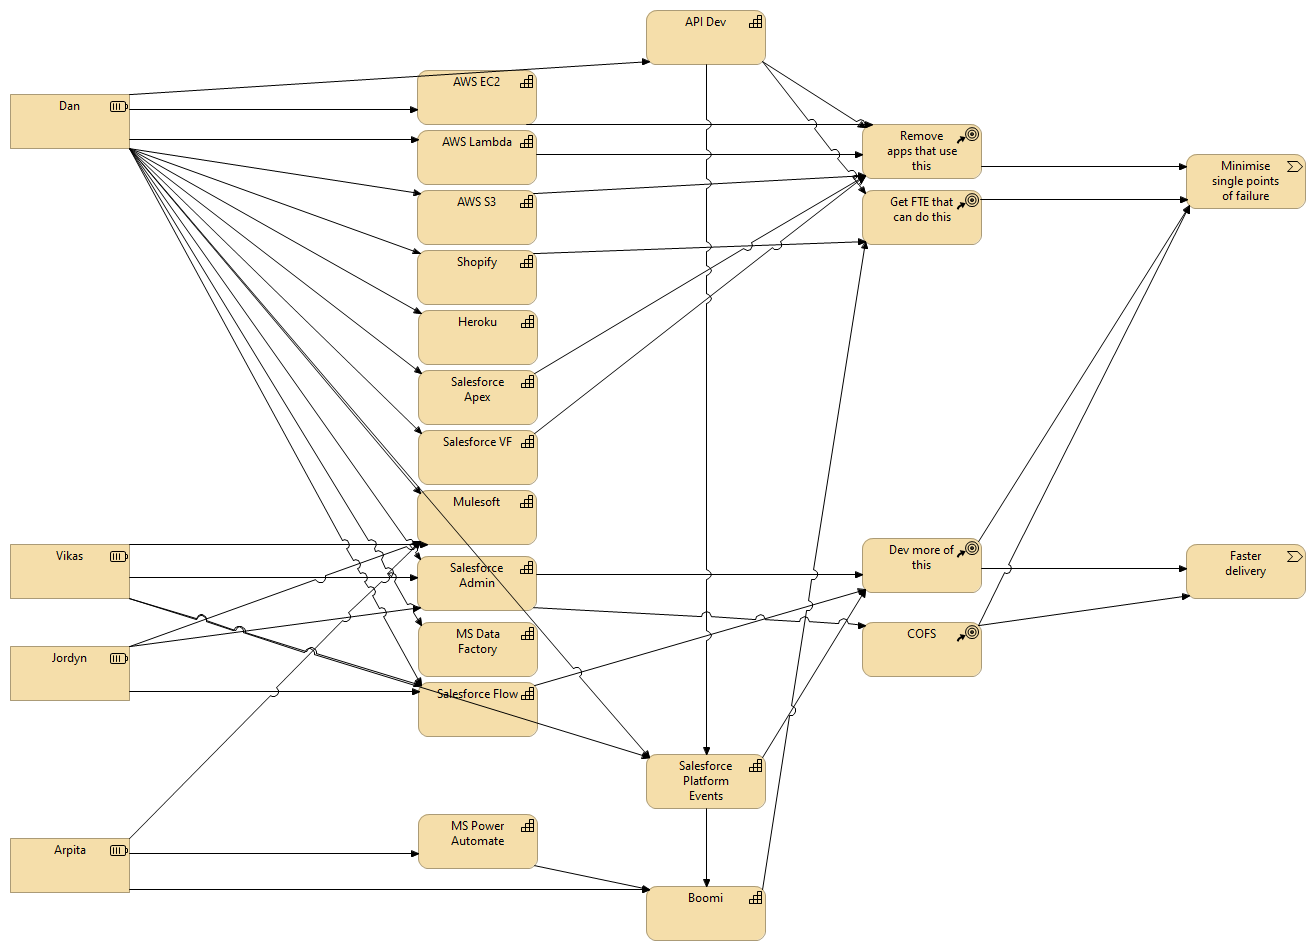 API Dev
AWS EC2
Dan
Remove
apps that use
this
AWS Lambda
Minimise
single points
of failure
AWS S3
Get FTE that
can do this
Shopify
Heroku
Salesforce
Apex
Salesforce VF
Mulesoft
Vikas
Dev more of
this
Faster
delivery
Salesforce
Admin
MS Data
Factory
COFS
Jordyn
Salesforce Flow
Salesforce
Platform
Events
MS Power
Automate
Arpita
Boomi